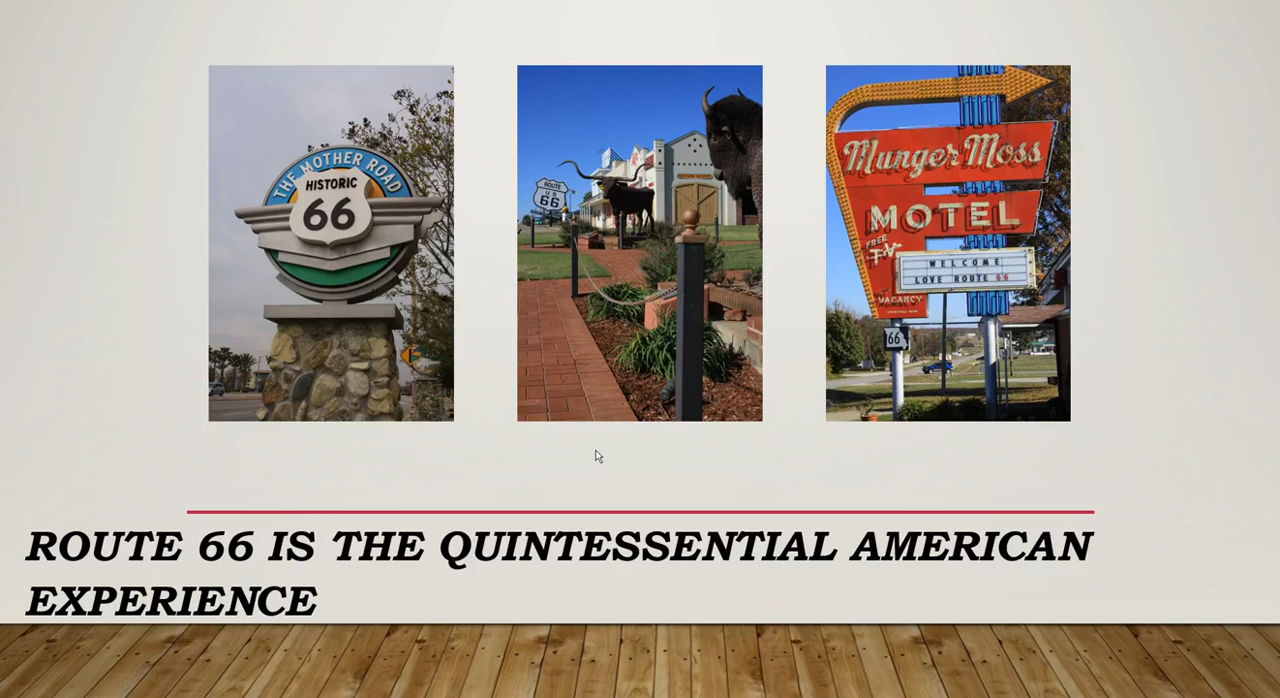 THE MOTHER ROAD
HISTORIC
66
ROUTE
U S
66
Munger Moss
MOTEL
FREE
TV
WELCOME
LOVE ROUTE 66
VACANCY
66
ROUTE 66 IS THE QUINTESSENTIAL AMERICAN
EXPERIENCE